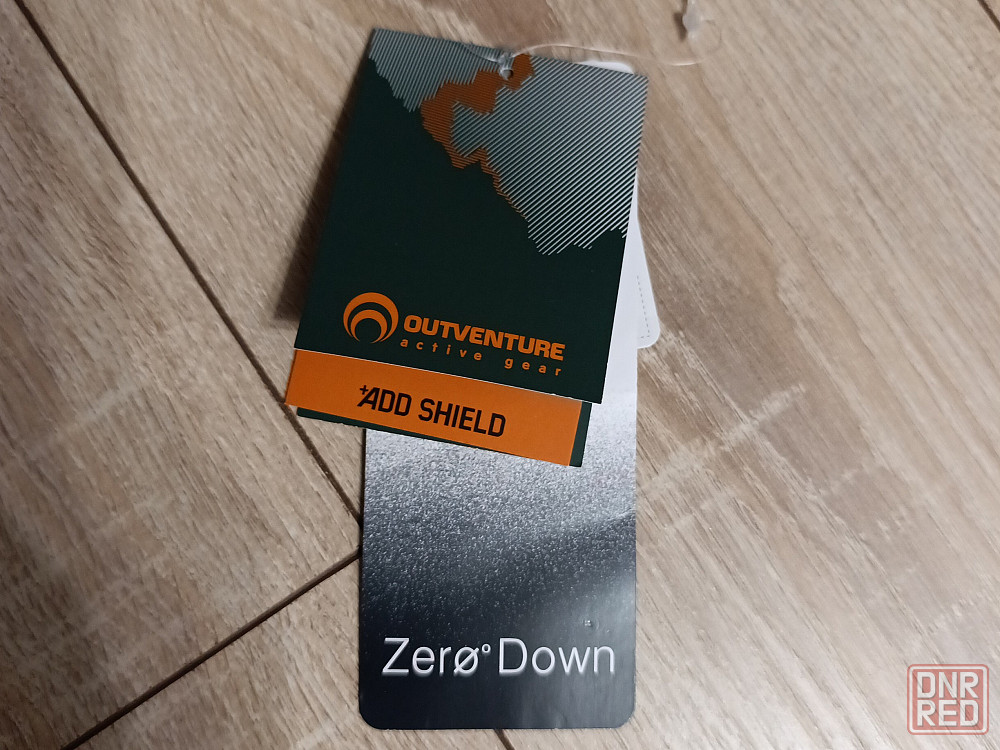 OUTVENTURE
active gear
+ADD SHIELD
Zerø° Down
DNR
RED